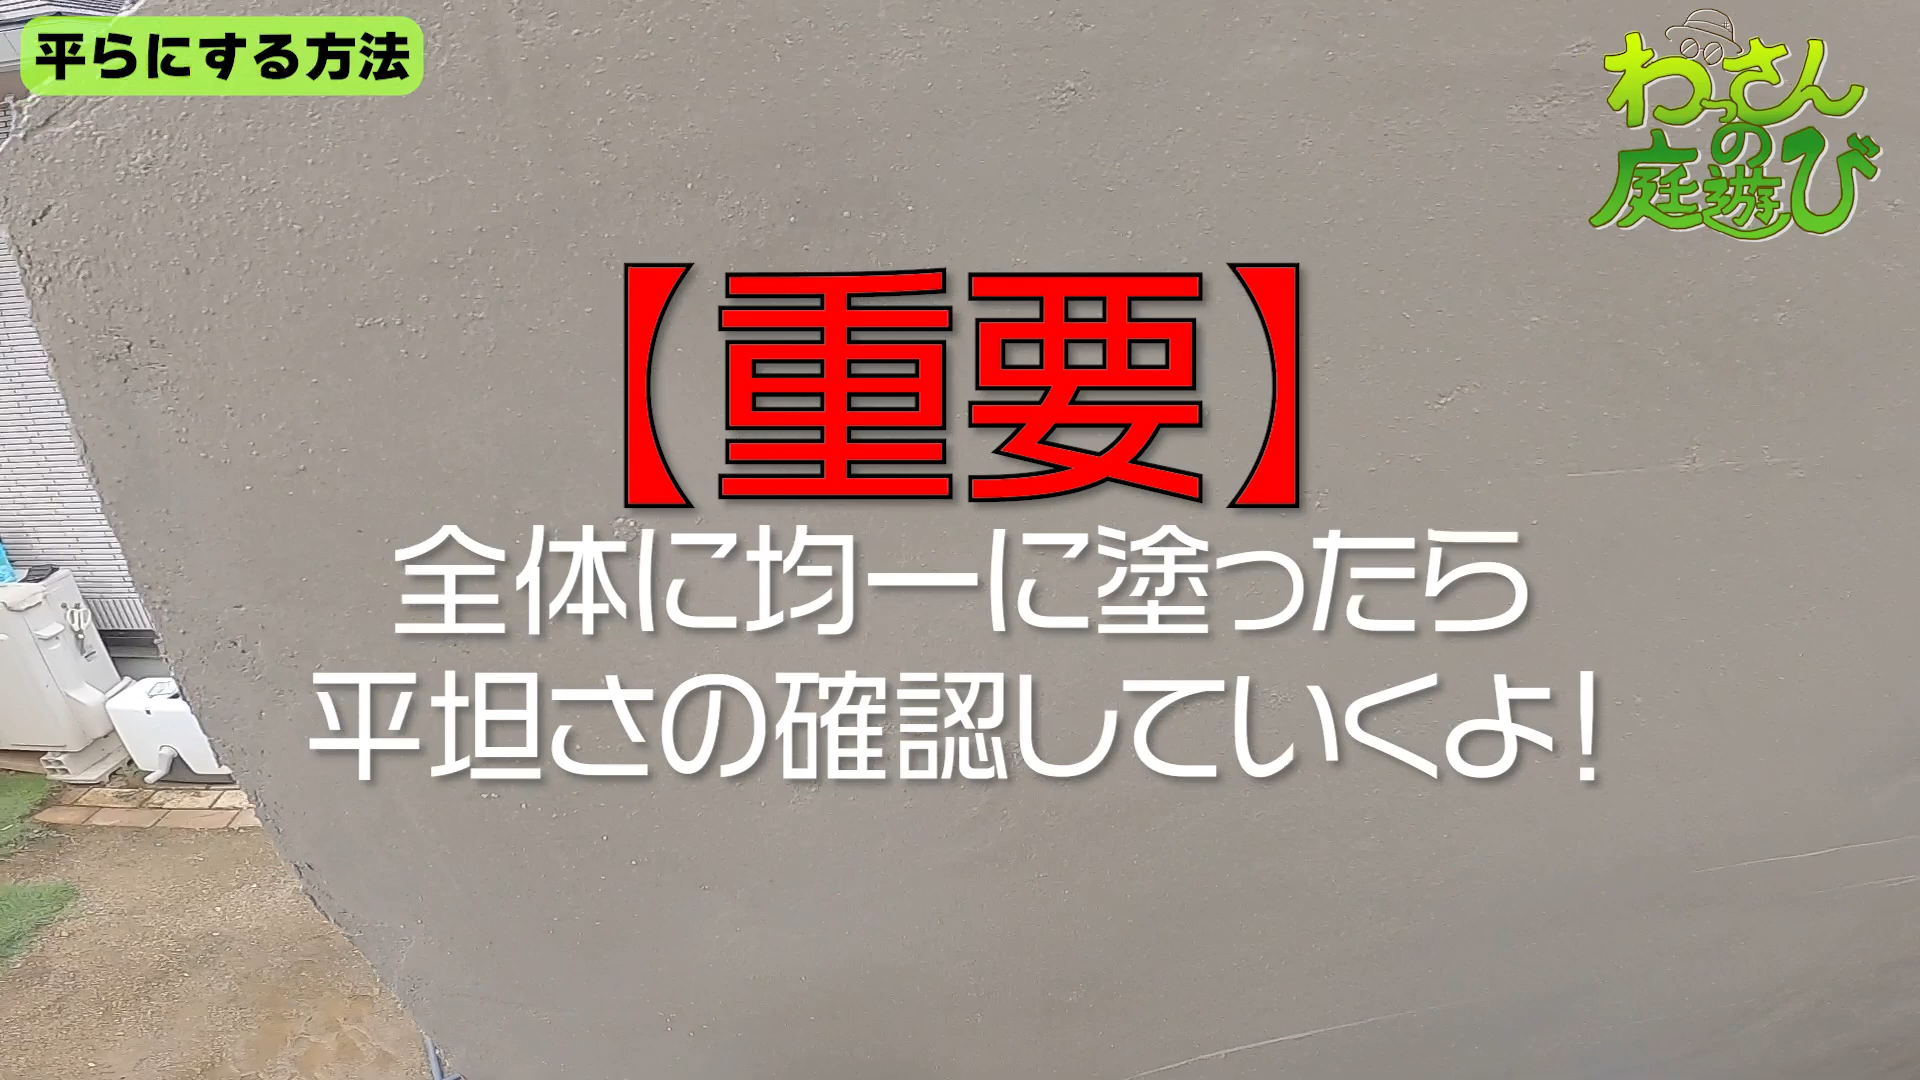 平らにする方法
わっさん
の
庭遊び
【重要】
全体に均一に塗ったら
平坦さの確認していくよ!